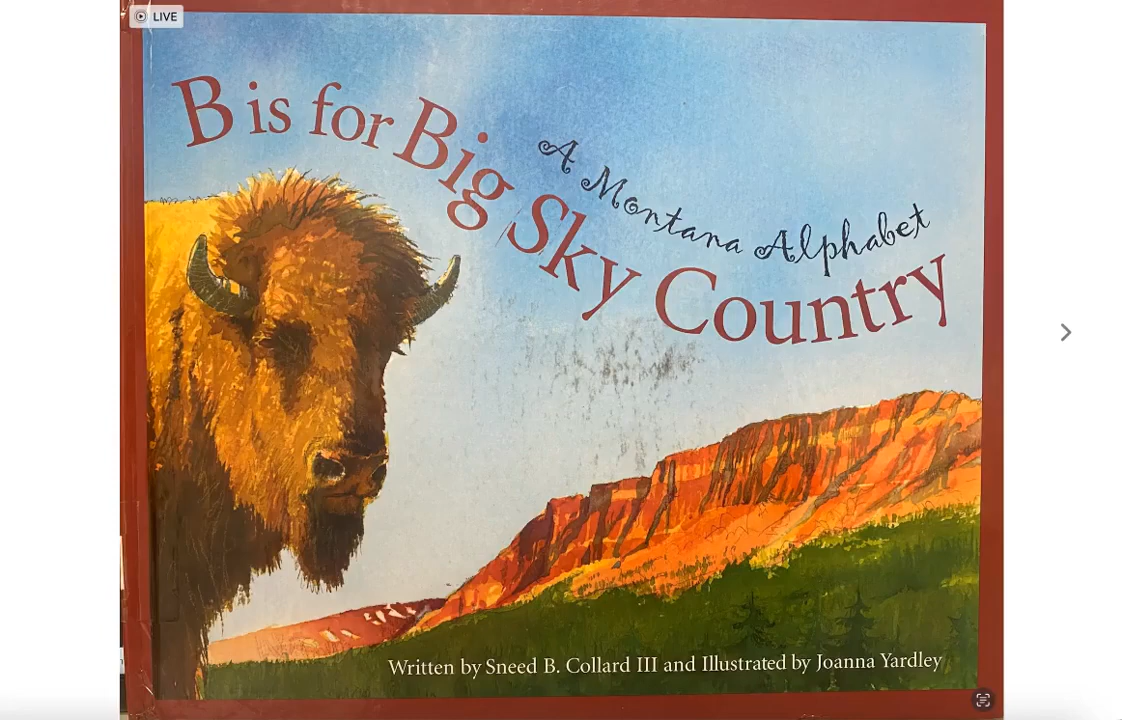 LIVE
B is for Big Sky Country
A Montana Alphabet
Written by Sneed B. Collard III and Illustrated by Joanna Yardley